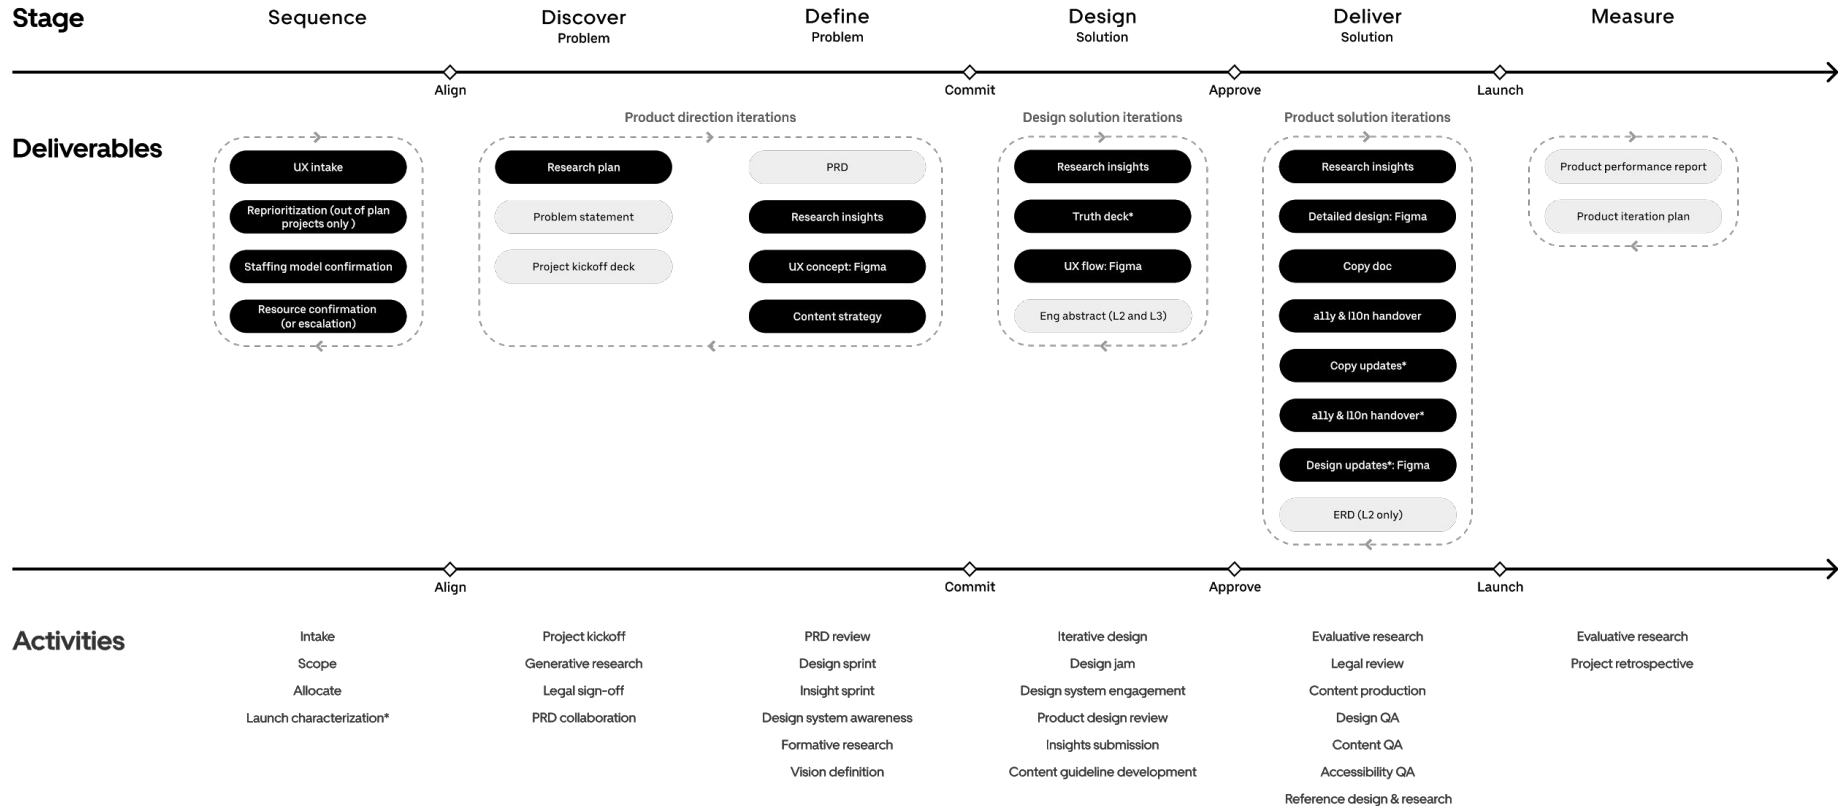 Stage
Sequence
Discover
Problem
Define
Problem
Design
Solution
Deliver
Solution
Measure
Align
Commit
Approve
Launch
Deliverables
UX intake
Reprioritization (out of plan
projects only )
Staffing model confirmation
Resource confirmation
(or escalation)
Product direction iterations
Research plan
Problem statement
Project kickoff deck
PRD
Research insights
UX concept: Figma
Content strategy
Design solution iterations
Research insights
Truth deck*
UX flow: Figma
Eng abstract (L2 and L3)
Product solution iterations
Research insights
Detailed design: Figma
Copy doc
a11y & l10n handover
Copy updates*
a11y & l10n handover*
Design updates*: Figma
ERD (L2 only)
Product performance report
Product iteration plan
Align
Commit
Approve
Launch
Activities
Intake
Scope
Allocate
Launch characterization*
Project kickoff
Generative research
Legal sign-off
PRD collaboration
PRD review
Design sprint
Insight sprint
Design system awareness
Formative research
Vision definition
Iterative design
Design jam
Design system engagement
Product design review
Insights submission
Content guideline development
Evaluative research
Legal review
Content production
Design QA
Content QA
Accessibility QA
Reference design & research
Evaluative research
Project retrospective